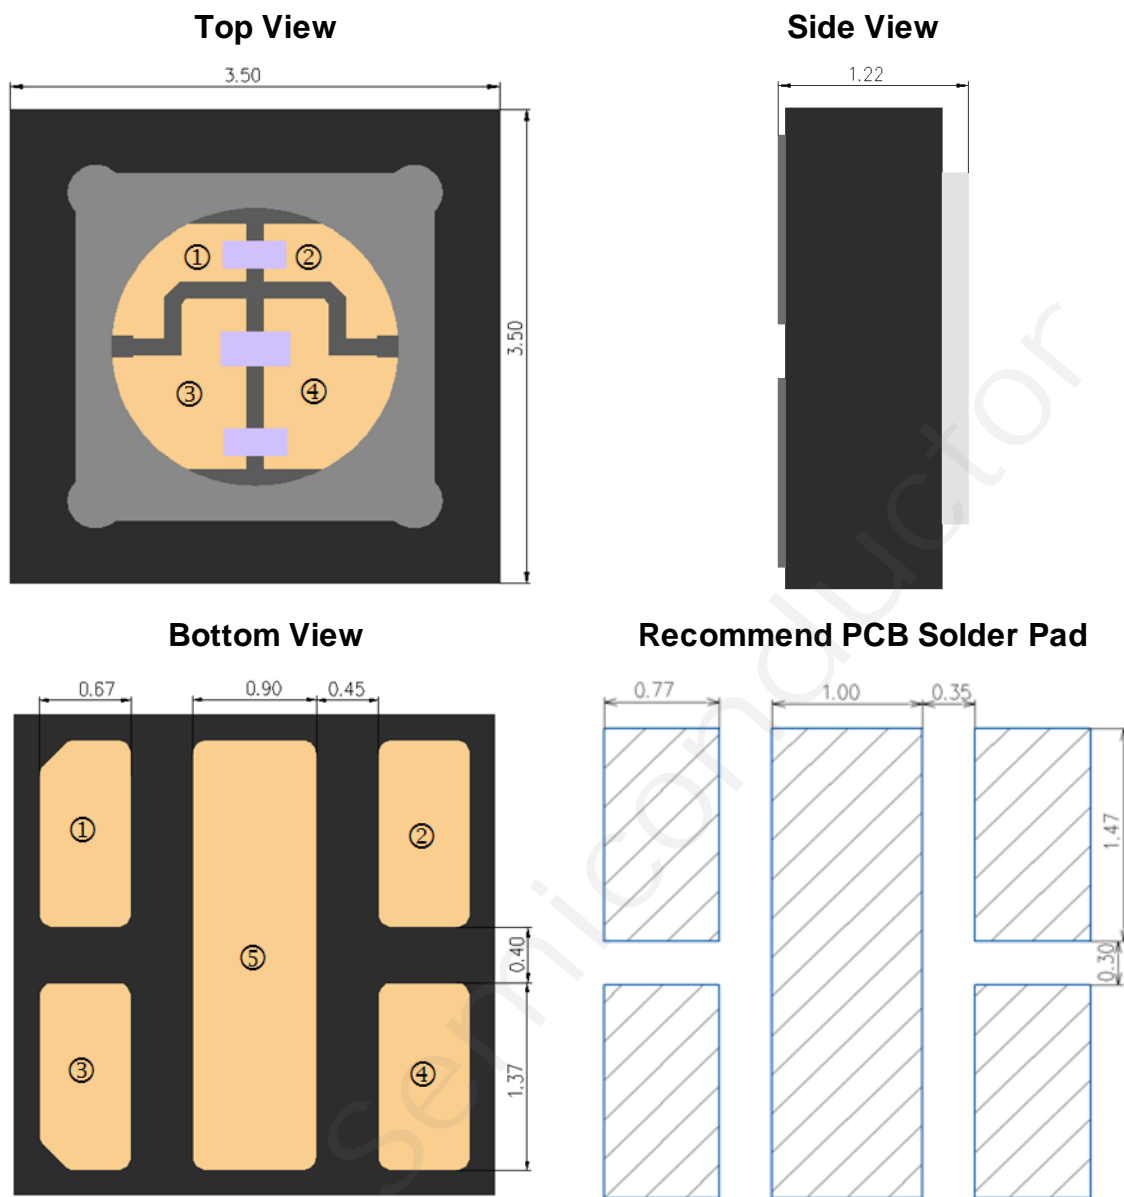 Top View
Side View
3.50
1.22
① ②
3.50
③ ④
Bottom View
Recommend PCB Solder Pad
0.67 0.90 0.45
0.77 1.00 0.35
① ②
1.47
⑤
0.40
0.30
③ ④
1.37
Semiconductor